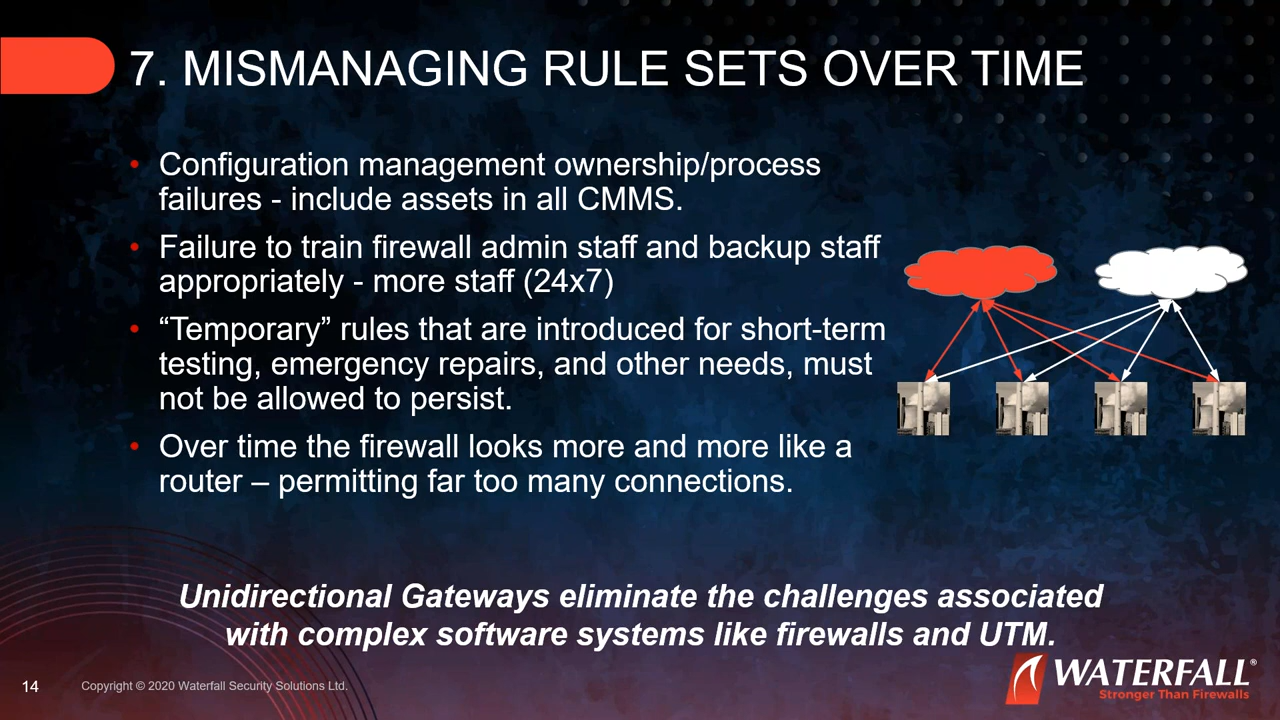 7. MISMANAGING RULE SETS OVER TIME
• Configuration management ownership/process
failures - include assets in all CMMS.
• Failure to train firewall admin staff and backup staff
appropriately - more staff (24x7)
• “Temporary” rules that are introduced for short-term
testing, emergency repairs, and other needs, must
not be allowed to persist.
• Over time the firewall looks more and more like a
router – permitting far too many connections.
Unidirectional Gateways eliminate the challenges associated
with complex software systems like firewalls and UTM.
14
Copyright © 2020 Waterfall Security Solutions Ltd.
WATERFALL®
Stronger Than Firewalls